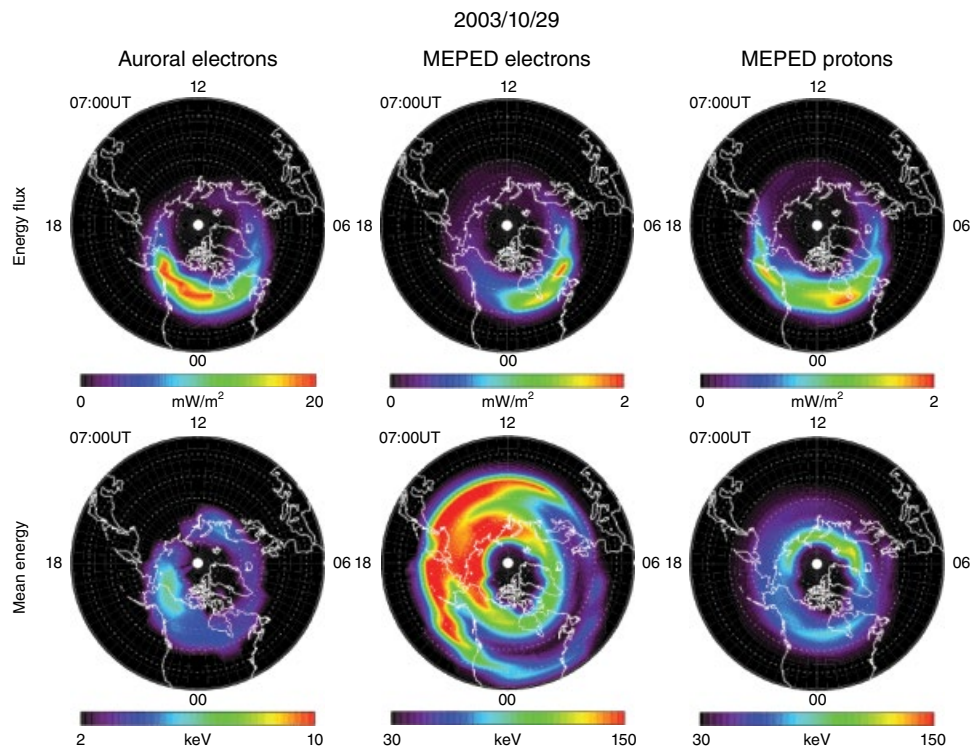 2003/10/29
Auroral electrons
MEPED electrons
MEPED protons
Energy flux
07:00UT
12
18
06
00
07:00UT
12
18
06
00
07:00UT
12
18
06
00
0 mW/m² 20
0 mW/m² 2
0 mW/m² 2
Mean energy
07:00UT
12
18
06
00
07:00UT
12
18
06
00
07:00UT
12
18
06
00
2 keV 10
30 keV 150
30 keV 150